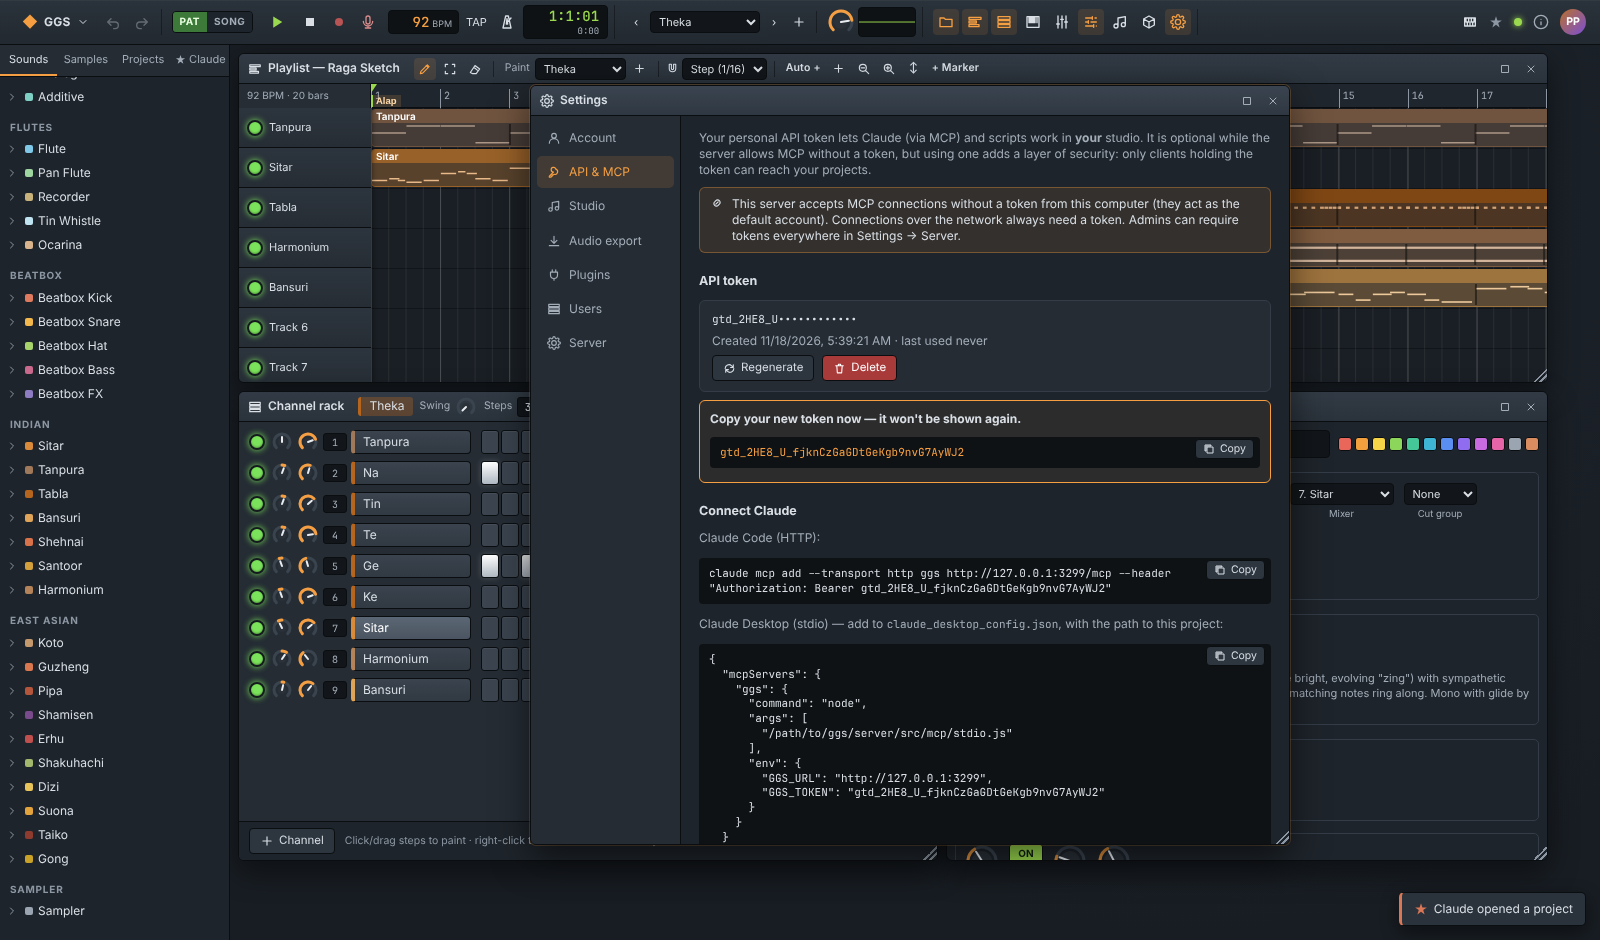 GGS
PAT SONG
92 BPM
TAP
1:1:01
0:00
Theka
PP
Sounds Samples Projects ★ Claude
Additive
FLUTES
Flute
Pan Flute
Recorder
Tin Whistle
Ocarina
BEATBOX
Beatbox Kick
Beatbox Snare
Beatbox Hat
Beatbox Bass
Beatbox FX
INDIAN
Sitar
Tanpura
Tabla
Bansuri
Shehnai
Santoor
Harmonium
EAST ASIAN
Koto
Guzheng
Pipa
Shamisen
Erhu
Shakuhachi
Dizi
Suona
Taiko
Gong
SAMPLER
Sampler
Playlist — Raga Sketch
Paint Theka
Step (1/16)
Auto +
+ Marker
92 BPM · 20 bars
1 2 3 15 16 17
Alap
Tanpura
Sitar
Tabla
Harmonium
Bansuri
Track 6
Track 7
Tanpura
Sitar
Channel rack
Theka
Swing
Steps
3
1 Tanpura
2 Na
3 Tin
4 Te
5 Ge
6 Ke
7 Sitar
8 Harmonium
9 Bansuri
+ Channel
Click/drag steps to paint · right-click t
Settings
Account
API & MCP
Studio
Audio export
Plugins
Users
Server
Your personal API token lets Claude (via MCP) and scripts work in your studio. It is optional while the
server allows MCP without a token, but using one adds a layer of security: only clients holding the
token can reach your projects.
This server accepts MCP connections without a token from this computer (they act as the
default account). Connections over the network always need a token. Admins can require
tokens everywhere in Settings → Server.
API token
gtd_2HE8_U••••••••••••
Created 11/18/2026, 5:39:21 AM · last used never
Regenerate
Delete
Copy your new token now — it won't be shown again.
gtd_2HE8_U_fjknCzGaGDtGeKgb9nvG7AyWJ2
Copy
Connect Claude
Claude Code (HTTP):
claude mcp add --transport http ggs http://127.0.0.1:3299/mcp --header
"Authorization: Bearer gtd_2HE8_U_fjknCzGaGDtGeKgb9nvG7AyWJ2"
Copy
Claude Desktop (stdio) — add to claude_desktop_config.json, with the path to this project:
Copy
{
"mcpServers": {
"ggs": {
"command": "node",
"args": [
"/path/to/ggs/server/src/mcp/stdio.js"
],
"env": {
"GGS_URL": "http://127.0.0.1:3299",
"GGS_TOKEN": "gtd_2HE8_U_fjknCzGaGDtGeKgb9nvG7AyWJ2"
}
}
}
7. Sitar
None
Mixer
Cut group
bright, evolving "zing") with sympathetic
matching notes ring along. Mono with glide by
ON
★ Claude opened a project